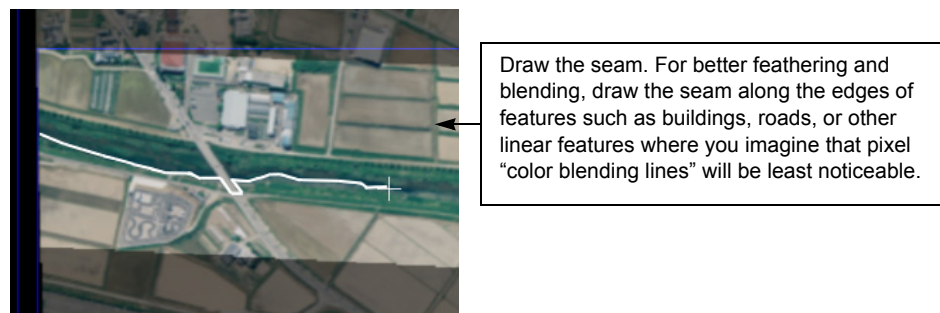 Draw the seam. For better feathering and
blending, draw the seam along the edges of
features such as buildings, roads, or other
linear features where you imagine that pixel
“color blending lines” will be least noticeable.